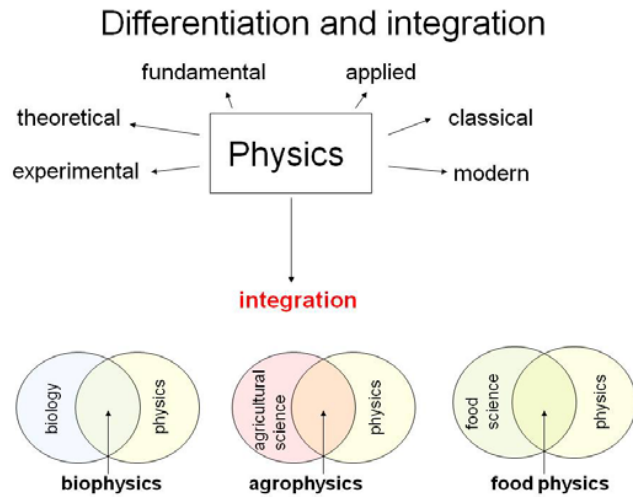 Differentiation and integration
fundamental
applied
theoretical
classical
Physics
experimental
modern
integration
biology
physics
agricultural
science
physics
food
science
physics
biophysics
agrophysics
food physics